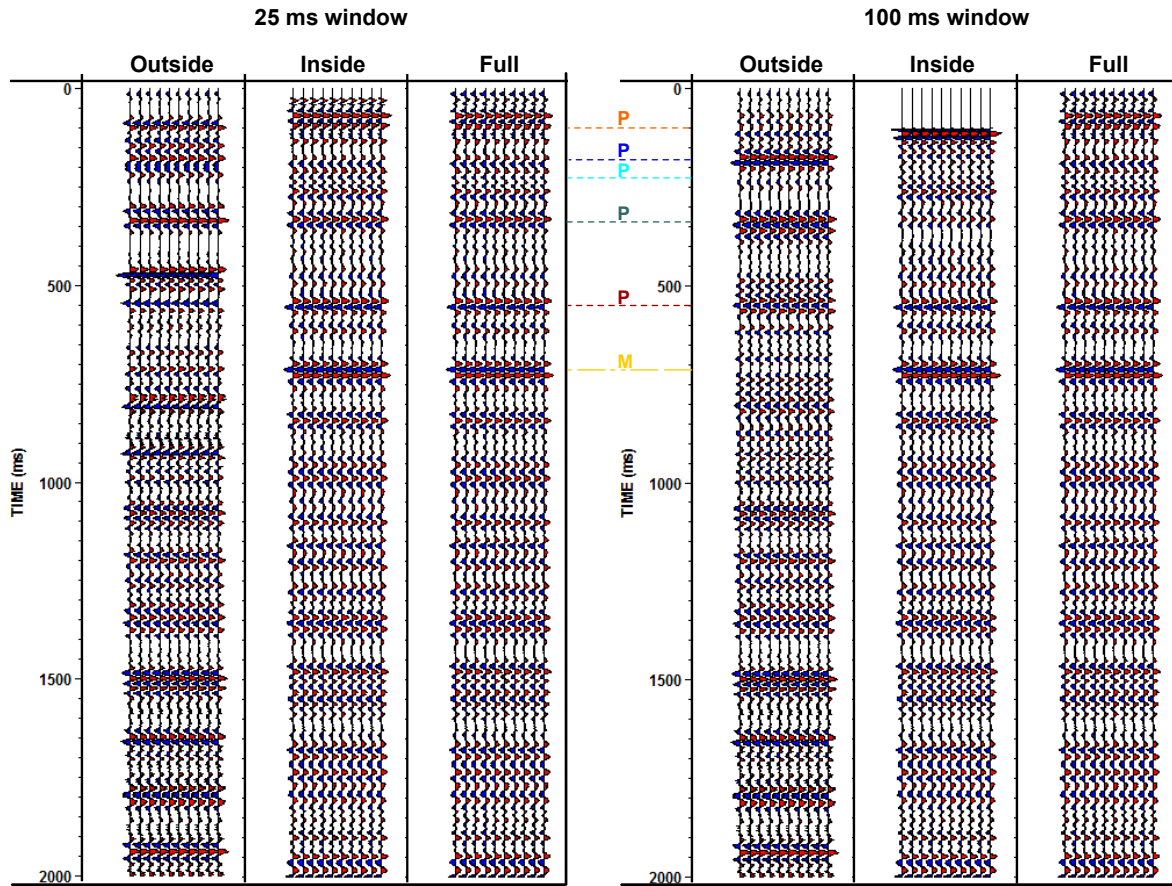 25 ms window 100 ms window
Outside Inside Full Outside Inside Full
0 0
P
P
P
P
500 500
P
M
TIME (ms) TIME (ms)
1000 1000
1500 1500
2000 2000